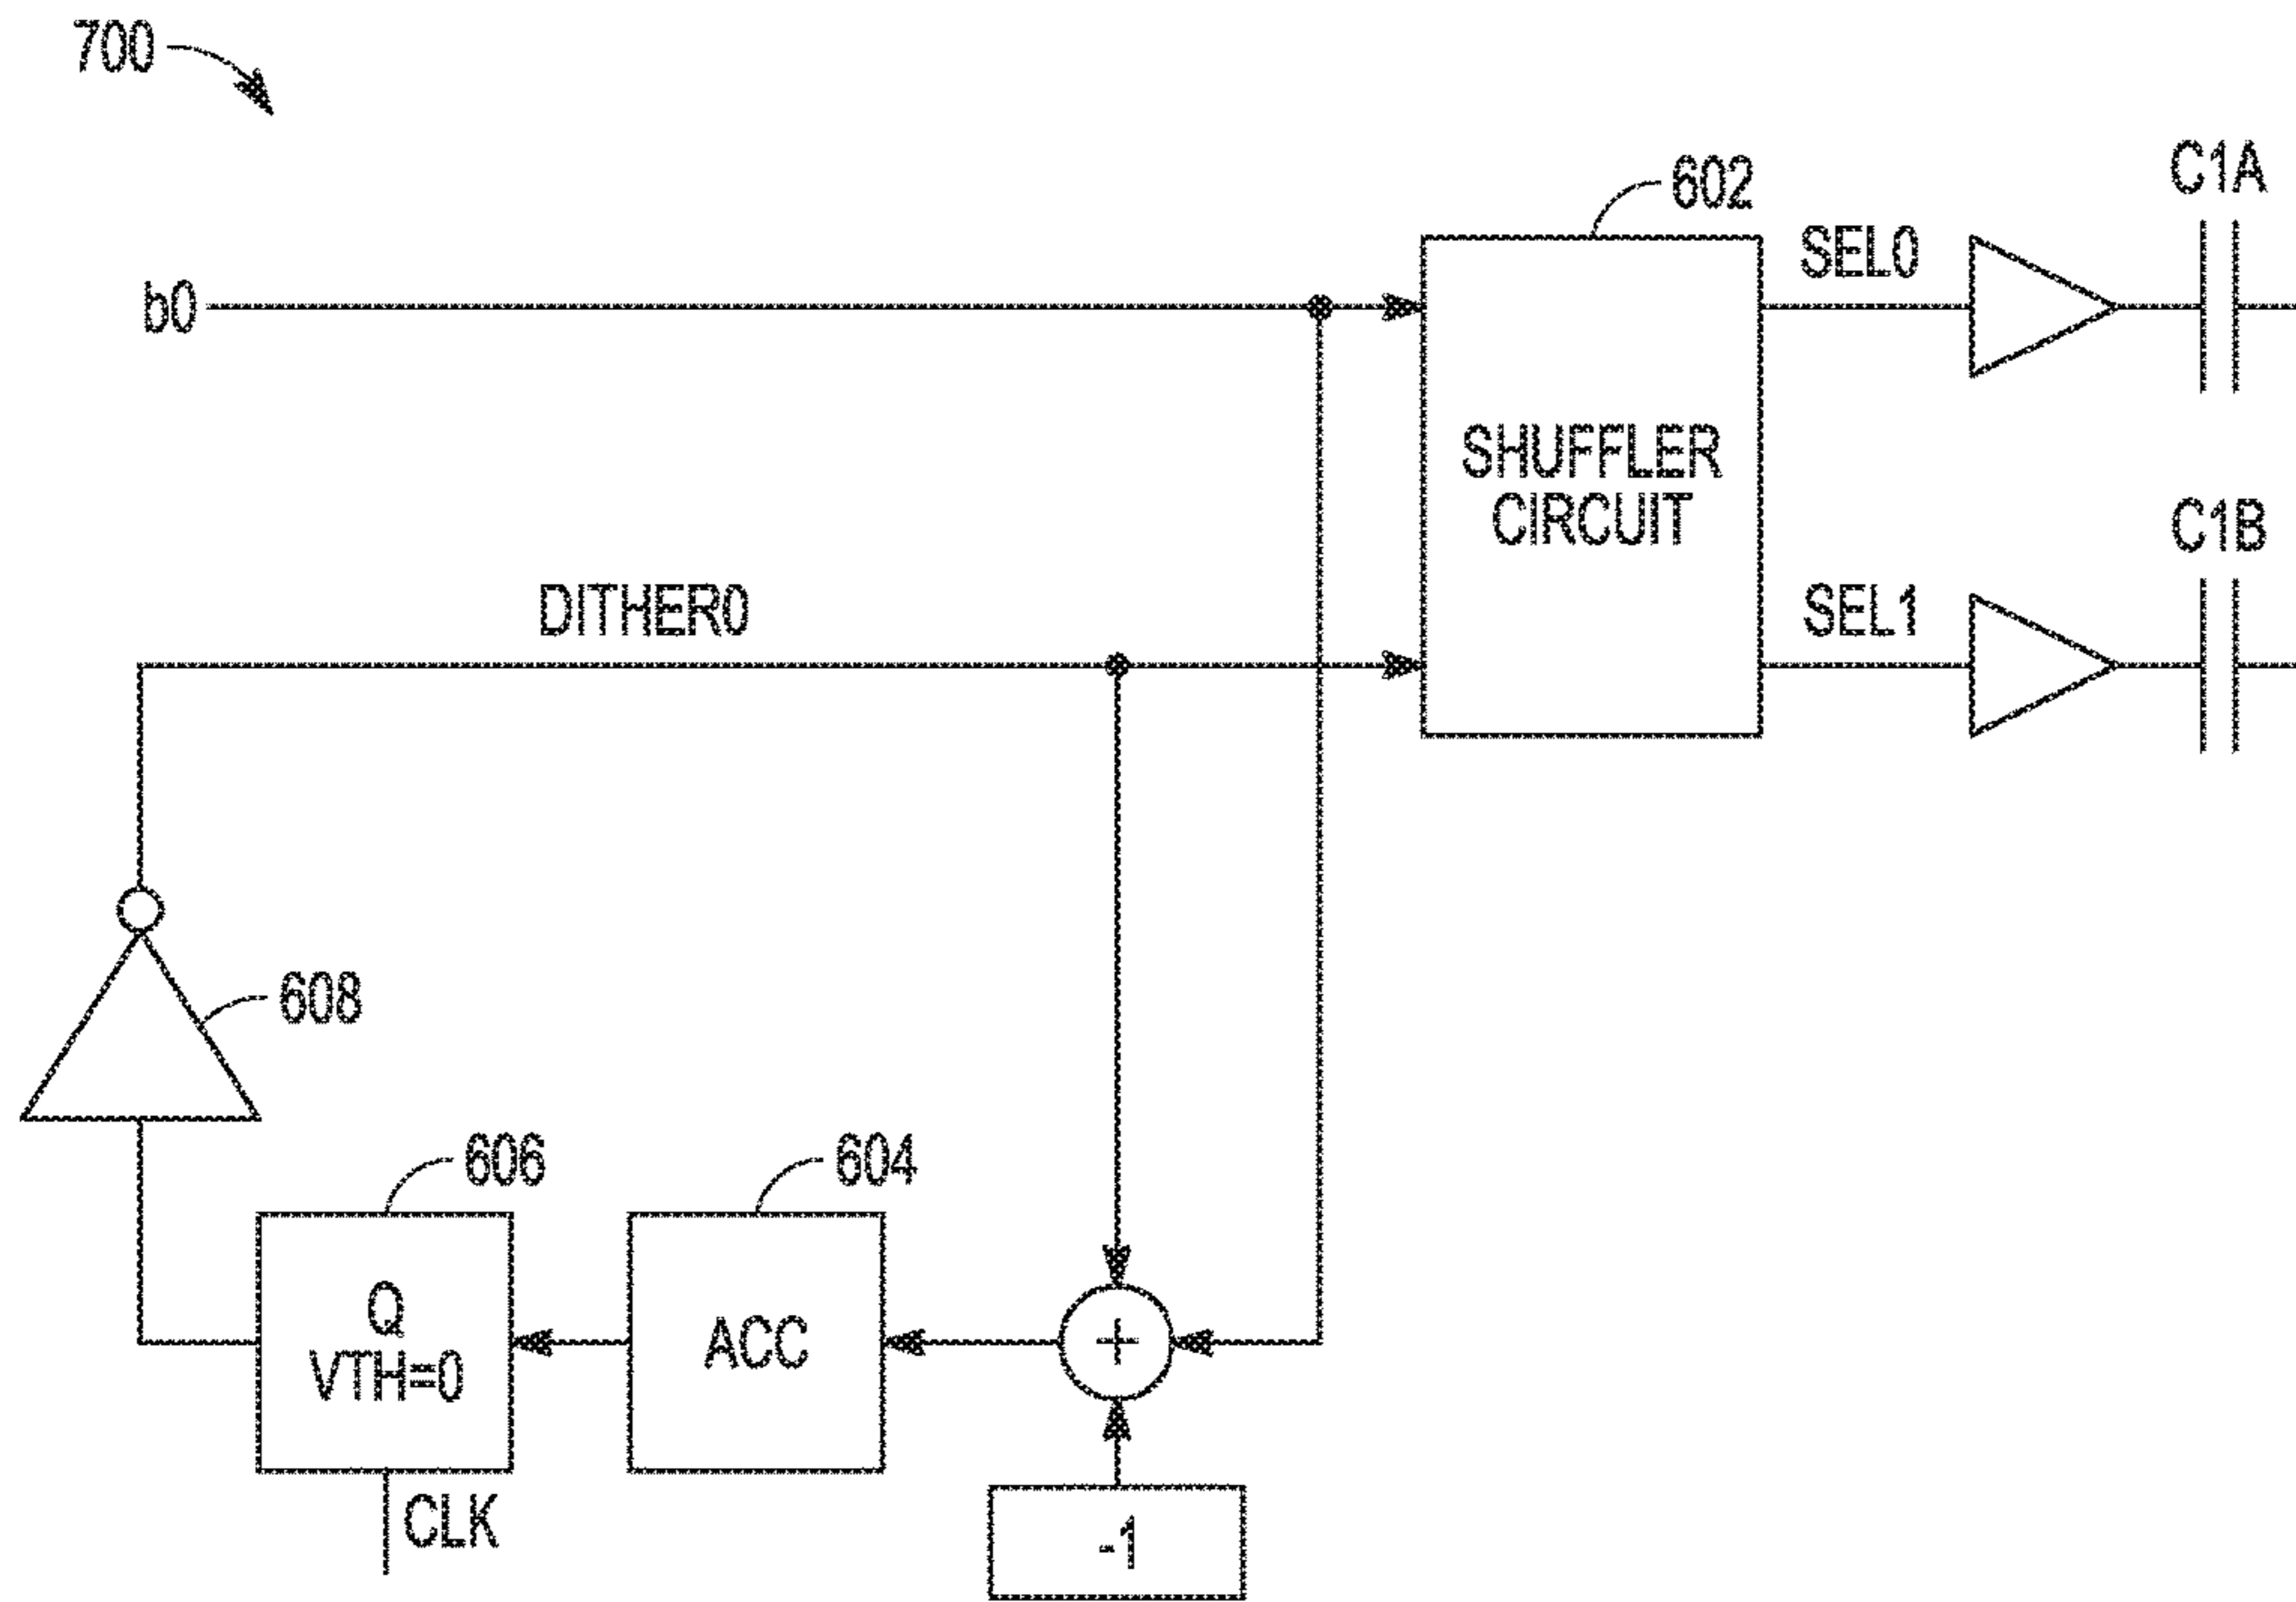 700
602
C1A
SEL0
b0
SHUFFLER
CIRCUIT
C1B
DITHER0
SEL1
608
606
604
Q
VTH=0
ACC
+
CLK
-1